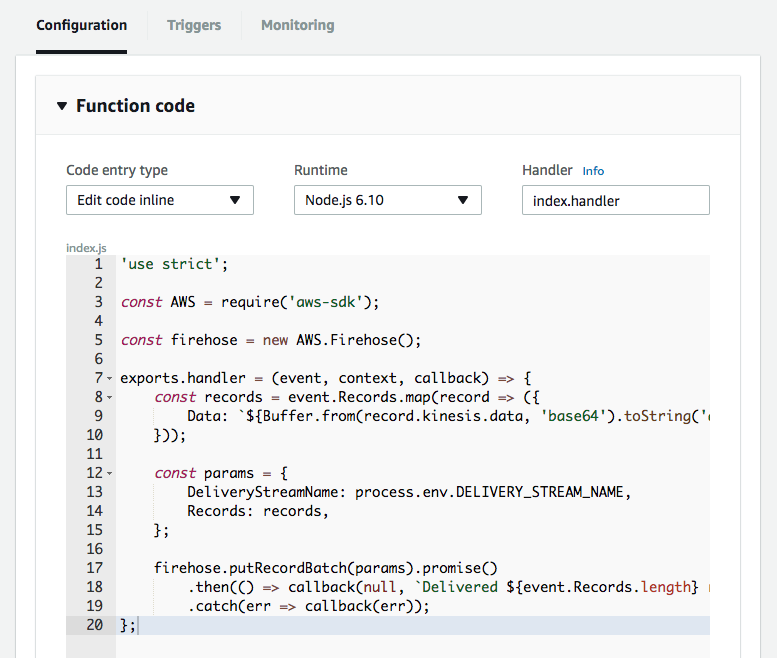 Configuration Triggers Monitoring
Function code
Code entry type Runtime Handler Info
Edit code inline Node.js 6.10 index.handler
index.js
1 'use strict';
2
3 const AWS = require('aws-sdk');
4
5 const firehose = new AWS.Firehose();
6
7 exports.handler = (event, context, callback) => {
8 const records = event.Records.map(record => ({
9 Data: `${Buffer.from(record.kinesis.data, 'base64').toString('
10 }));
11
12 const params = {
13 DeliveryStreamName: process.env.DELIVERY_STREAM_NAME,
14 Records: records,
15 };
16
17 firehose.putRecordBatch(params).promise()
18 .then(() => callback(null, `Delivered ${event.Records.length}
19 .catch(err => callback(err));
20 };